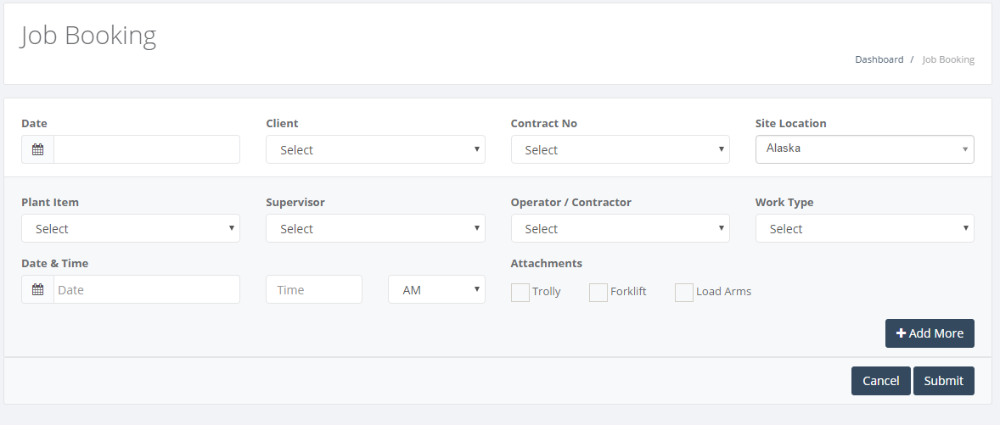 Job Booking
Dashboard / Job Booking
Date Client Contract No Site Location
Select Select Alaska
Plant Item Supervisor Operator / Contractor Work Type
Select Select Select Select
Date & Time Attachments
Date Time AM Trolly Forklift Load Arms
Add More
Cancel Submit